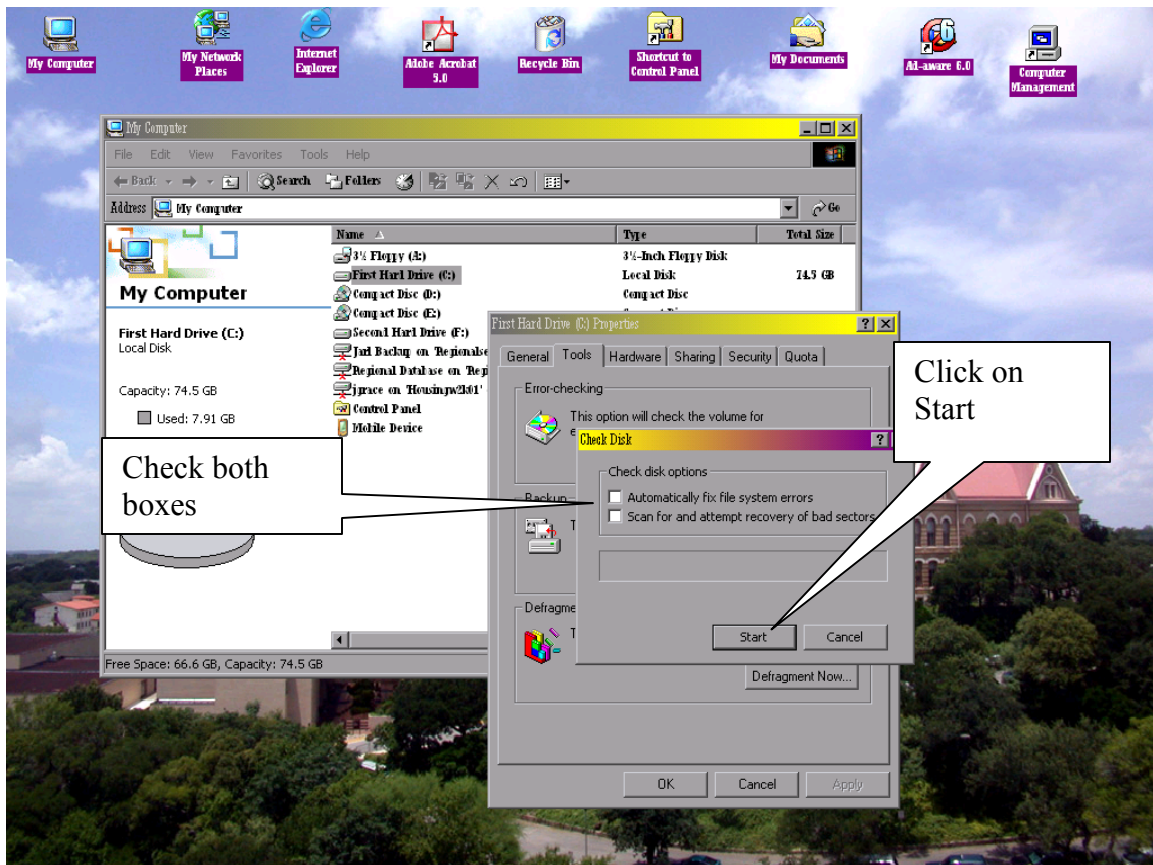 My Computer
My Network
Places
Internet
Explorer
Adobe Acrobat
5.0
Recycle Bin
Shortcut to
Control Panel
My Documents
Ad-aware 6.0
Computer
Management
My Computer
File Edit View Favorites Tools Help
Back Search Folders
Address My Computer Go
Name Type Total Size
3½ Floppy (A:) 3½-Inch Floppy Disk
First Hard Drive (C:) Local Disk 74.5 GB
Compact Disc (D:) Compact Disc
Compact Disc (E:)
Second Hard Drive (F:)
Backup on
Regional Database on
jgrace on
Control Panel
Mobile Device
My Computer
First Hard Drive (C:)
Local Disk
Capacity: 74.5 GB
Used: 7.91 GB
Free Space: 66.6 GB, Capacity: 74.5 GB
First Hard Drive (C:) Properties
General Tools Hardware Sharing Security Quota
Error-checking
This option will check the volume for
Backup
Check Disk
Check disk options
Automatically fix file system errors
Scan for and attempt recovery of bad sectors
Start Cancel
Defragment Now...
OK Cancel Apply
Check both
boxes
Click on
Start